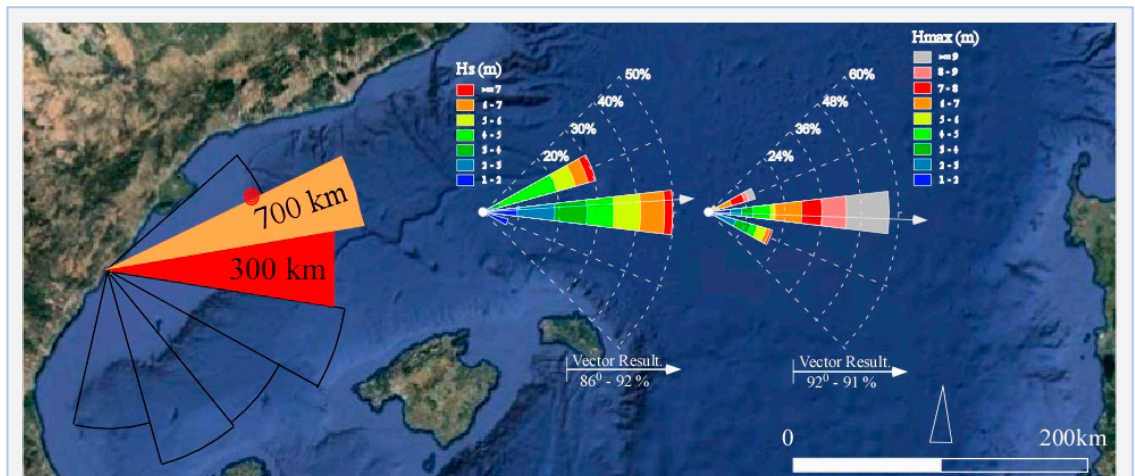 Hs (m)
>=7
6 - 7
5 - 6
4 - 5
3 - 4
2 - 3
1 - 2
50%
40%
30%
20%
Hmax (m)
>=9
8 - 9
7 - 8
6 - 7
5 - 6
4 - 5
3 - 4
2 - 3
1 - 2
60%
48%
36%
24%
700 km
300 km
Vector Result.
86⁰ - 92 %
Vector Result.
92⁰ - 91 %
0
200km